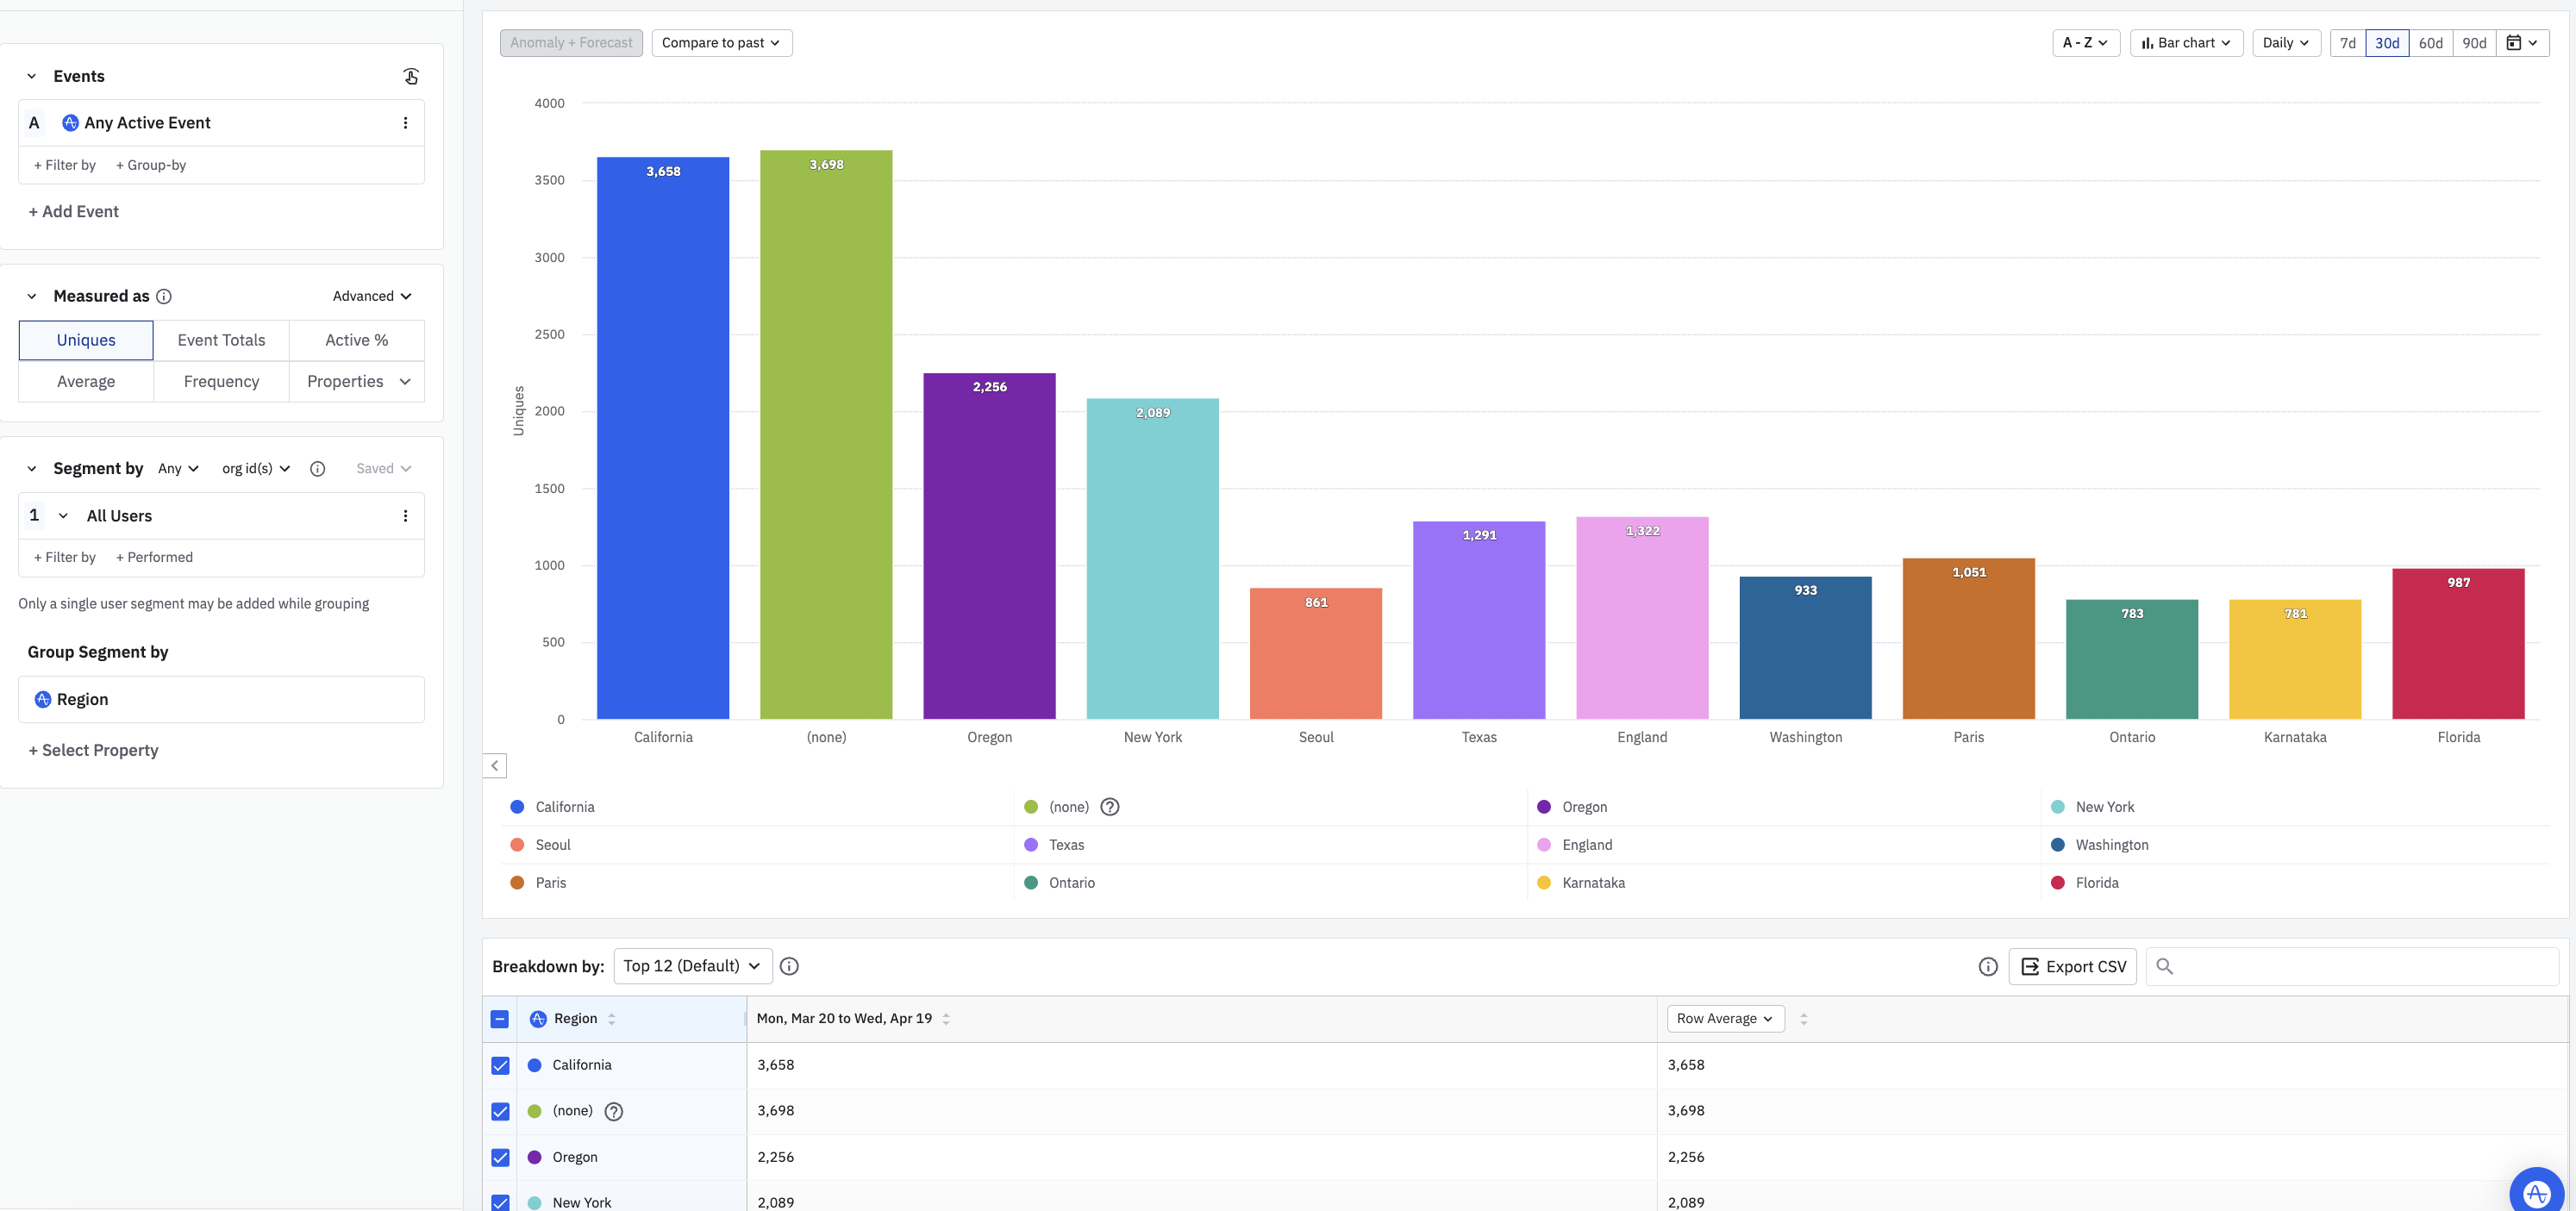 Events
A Any Active Event
+ Filter by + Group-by
+ Add Event
Measured as Advanced
Uniques Event Totals Active %
Average Frequency Properties
Segment by Any org id(s) Saved
1 All Users
+ Filter by + Performed
Only a single user segment may be added while grouping
Group Segment by
Region
+ Select Property
Anomaly + Forecast Compare to past A - Z Bar chart Daily 7d 30d 60d 90d
4000
3500
3000
2500
2000
1500
1000
500
0
Uniques
3,658 3,698 2,256 2,089 861 1,291 1,322 933 1,051 783 781 987
California (none) Oregon New York Seoul Texas England Washington Paris Ontario Karnataka Florida
California (none) Oregon New York
Seoul Texas England Washington
Paris Ontario Karnataka Florida
Breakdown by: Top 12 (Default) Export CSV
Region Mon, Mar 20 to Wed, Apr 19 Row Average
California 3,658 3,658
(none) 3,698 3,698
Oregon 2,256 2,256
New York 2,089 2,089